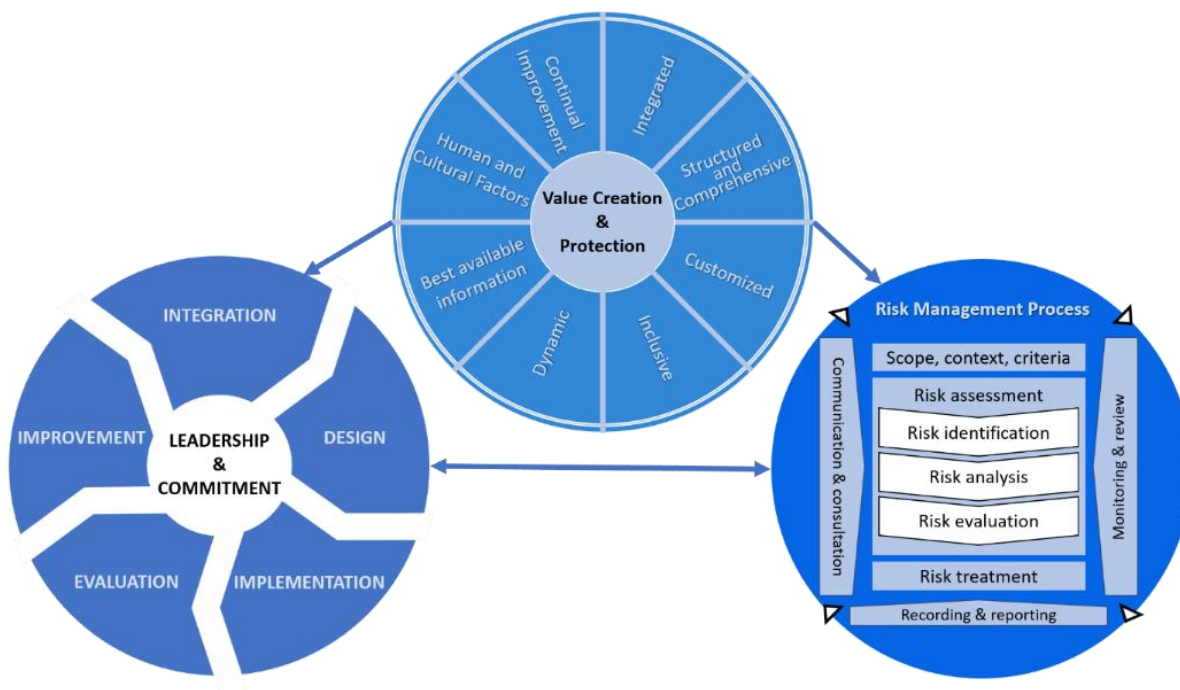 Continual
Improvement
Integrated
Human and
Cultural Factors
Structured
and
Comprehensive
Value Creation
&
Protection
Best available
information
Customized
Dynamic
Inclusive
INTEGRATION
IMPROVEMENT
DESIGN
LEADERSHIP
&
COMMITMENT
EVALUATION
IMPLEMENTATION
Risk Management Process
Scope, context, criteria
Risk assessment
Risk identification
Risk analysis
Risk evaluation
Risk treatment
Communication & consultation
Monitoring & review
Recording & reporting